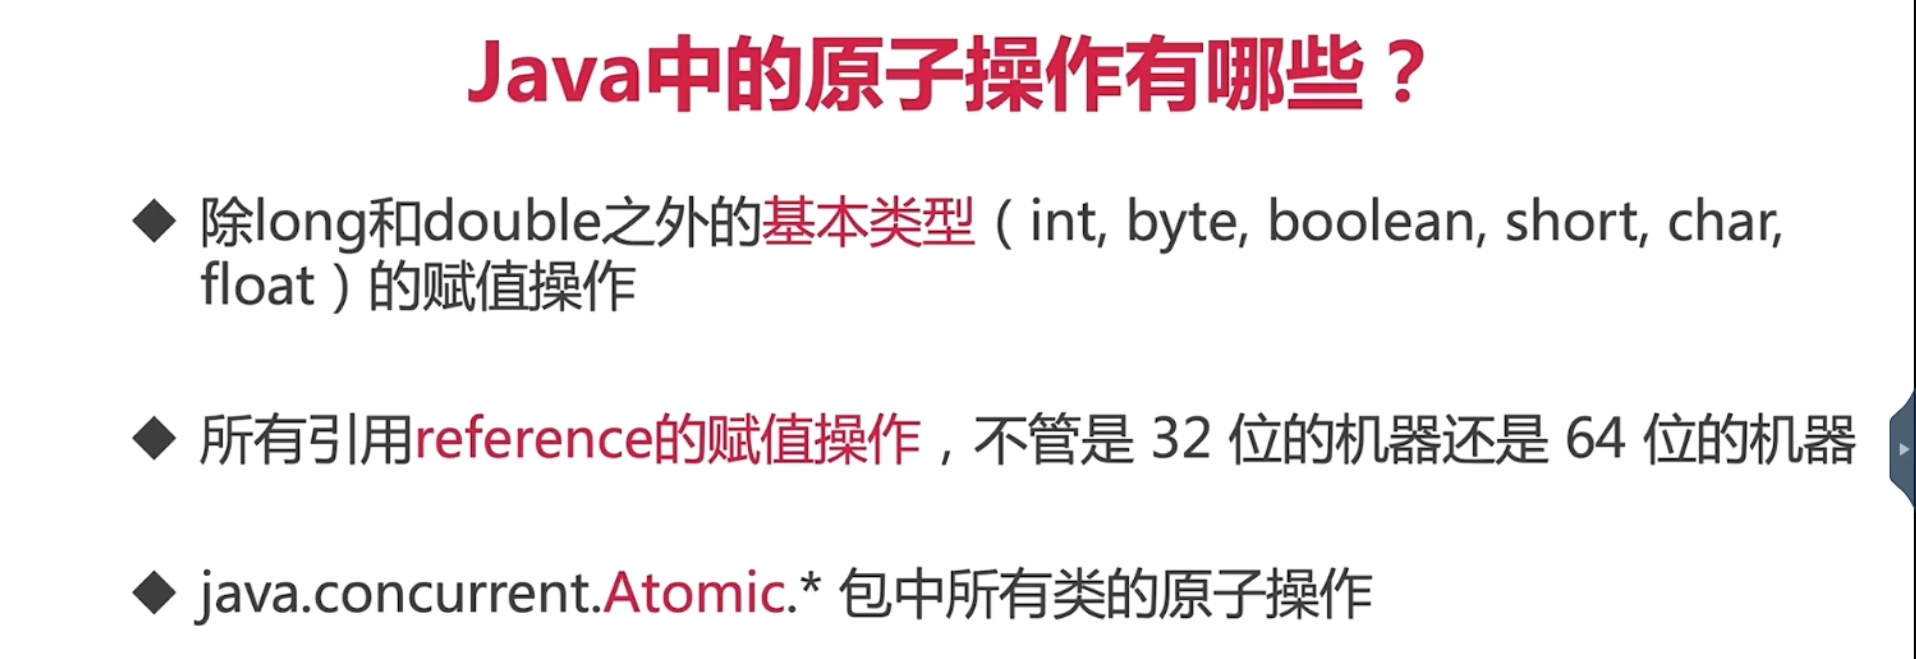 Java中的原子操作有哪些？
◆ 除long和double之外的基本类型（int, byte, boolean, short, char,
float）的赋值操作
◆ 所有引用reference的赋值操作，不管是 32 位的机器还是 64 位的机器
◆ java.concurrent.Atomic.* 包中所有类的原子操作